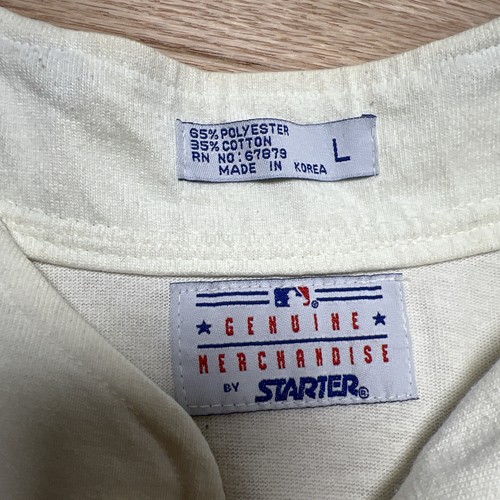 65% POLYESTER
35% COTTON
RN NO: 67879
MADE IN KOREA
L
GENUINE
MERCHANDISE
BY STARTER®